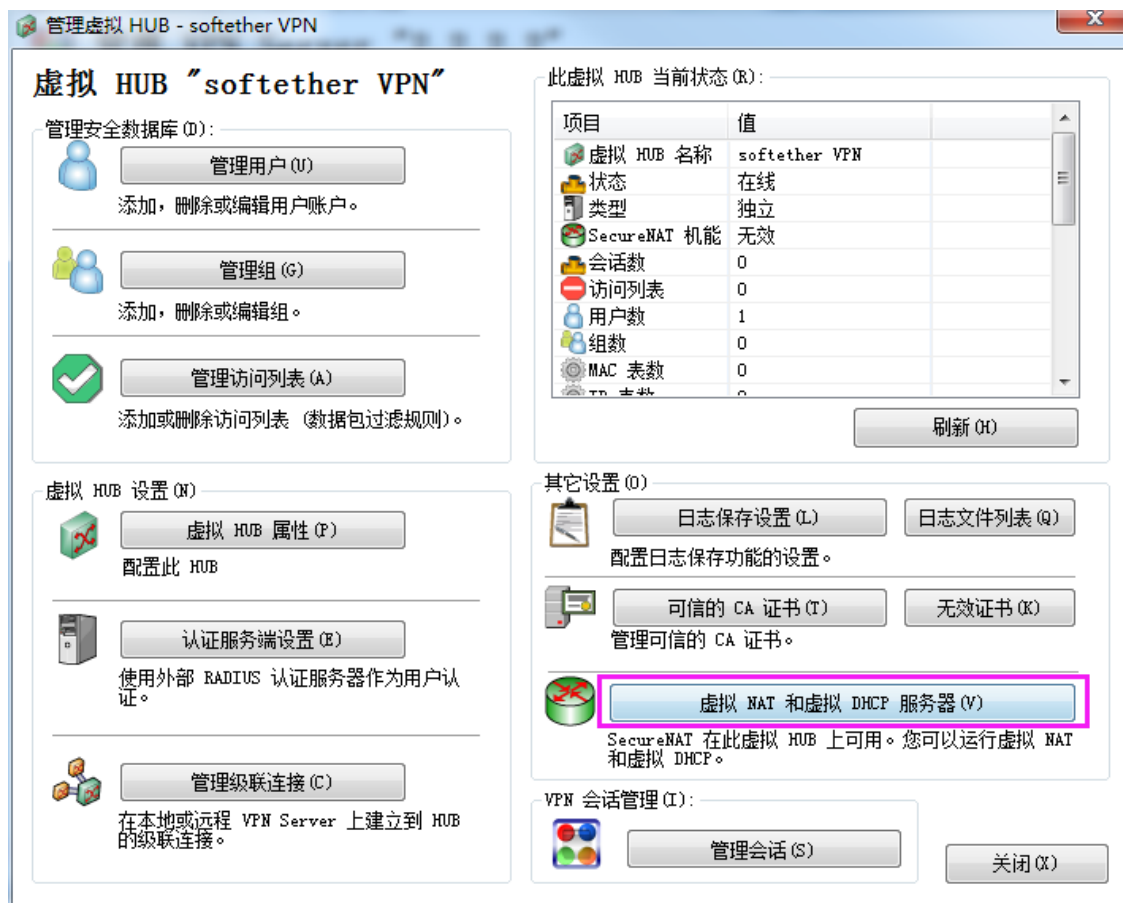 管理虚拟 HUB - softether VPN
虚拟 HUB "softether VPN"
管理安全数据库(D):
管理用户(U)
添加，删除或编辑用户账户。
管理组(G)
添加，删除或编辑组。
管理访问列表(A)
添加或删除访问列表 (数据包过滤规则)。
此虚拟 HUB 当前状态(R):
项目 值
虚拟 HUB 名称 softether VPN
状态 在线
类型 独立
SecureNAT 机能 无效
会话数 0
访问列表 0
用户数 1
组数 0
MAC 表数 0
IP 表数 0
刷新(H)
虚拟 HUB 设置(N)
虚拟 HUB 属性(P)
配置此 HUB
认证服务端设置(E)
使用外部 RADIUS 认证服务器作为用户认
证。
管理级联连接(C)
在本地或远程 VPN Server 上建立到 HUB
的级联连接。
其它设置(O)
日志保存设置(L) 日志文件列表(Q)
配置日志保存功能的设置。
可信的 CA 证书(T) 无效证书(K)
管理可信的 CA 证书。
虚拟 NAT 和虚拟 DHCP 服务器(V)
SecureNAT 在此虚拟 HUB 上可用。您可以运行虚拟 NAT
和虚拟 DHCP。
VPN 会话管理(I):
管理会话(S)
关闭(X)